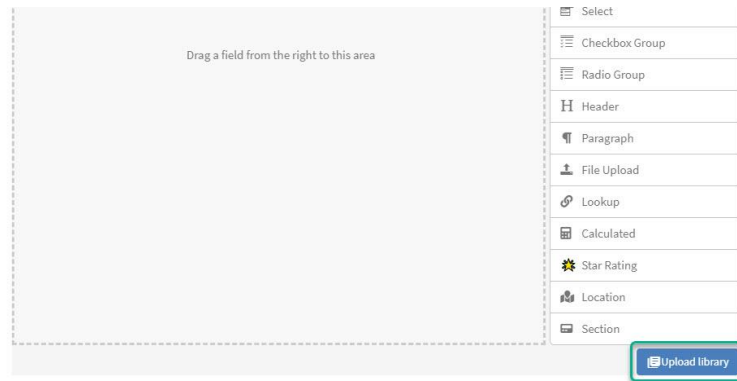 Select
Drag a field from the right to this area
Checkbox Group
Radio Group
H Header
Paragraph
File Upload
Lookup
Calculated
Star Rating
Location
Section
Upload library